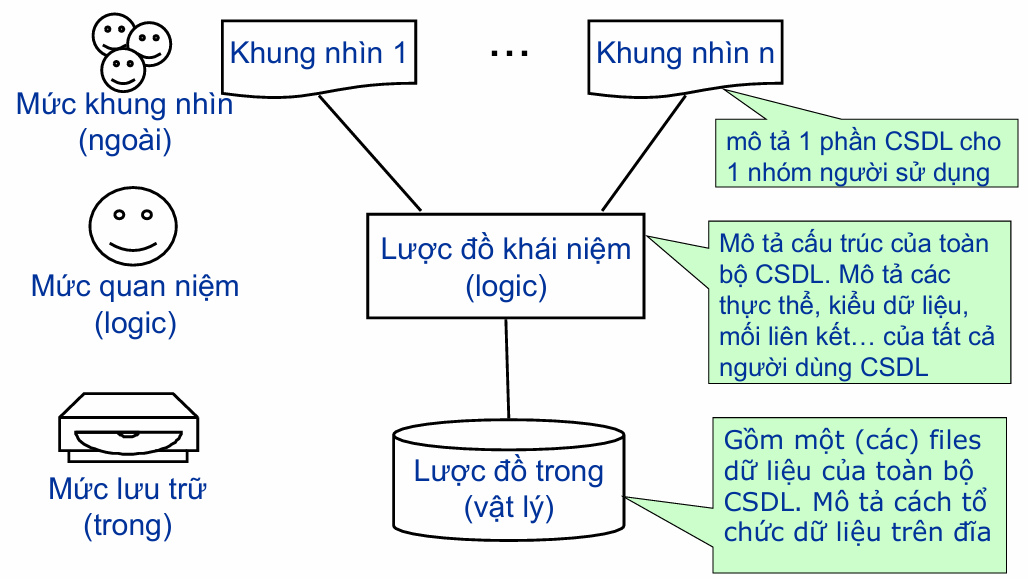 Khung nhìn 1
...
Khung nhìn n
Mức khung nhìn
(ngoài)
mô tả 1 phần CSDL cho
1 nhóm người sử dụng
Mức quan niệm
(logic)
Lược đồ khái niệm
(logic)
Mô tả cấu trúc của toàn
bộ CSDL. Mô tả các
thực thể, kiểu dữ liệu,
mối liên kết… của tất cả
người dùng CSDL
Mức lưu trữ
(trong)
Lược đồ trong
(vật lý)
Gồm một (các) files
dữ liệu của toàn bộ
CSDL. Mô tả cách tổ
chức dữ liệu trên đĩa